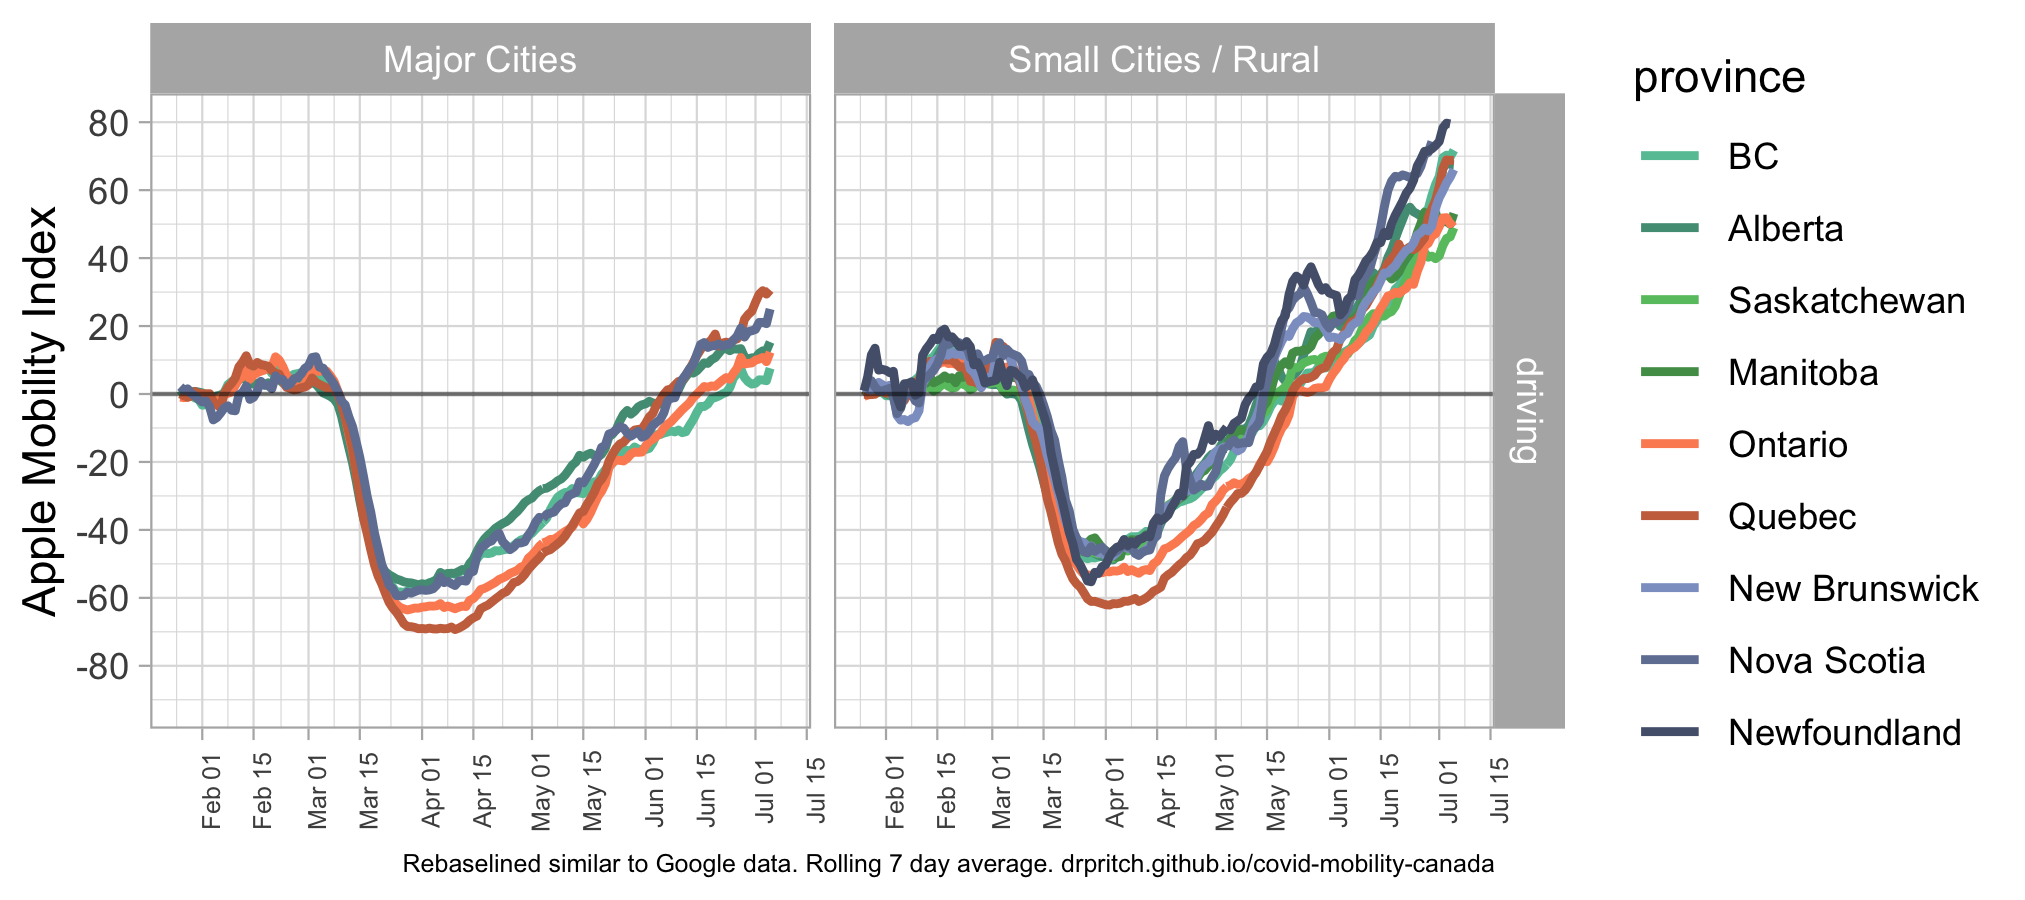 Major Cities
Small Cities / Rural
province
Apple Mobility Index
80
60
40
20
0
-20
-40
-60
-80
driving
BC
Alberta
Saskatchewan
Manitoba
Ontario
Quebec
New Brunswick
Nova Scotia
Newfoundland
Feb 01
Feb 15
Mar 01
Mar 15
Apr 01
Apr 15
May 01
May 15
Jun 01
Jun 15
Jul 01
Jul 15
Feb 01
Feb 15
Mar 01
Mar 15
Apr 01
Apr 15
May 01
May 15
Jun 01
Jun 15
Jul 01
Jul 15
Rebaselined similar to Google data. Rolling 7 day average. drpritch.github.io/covid-mobility-canada